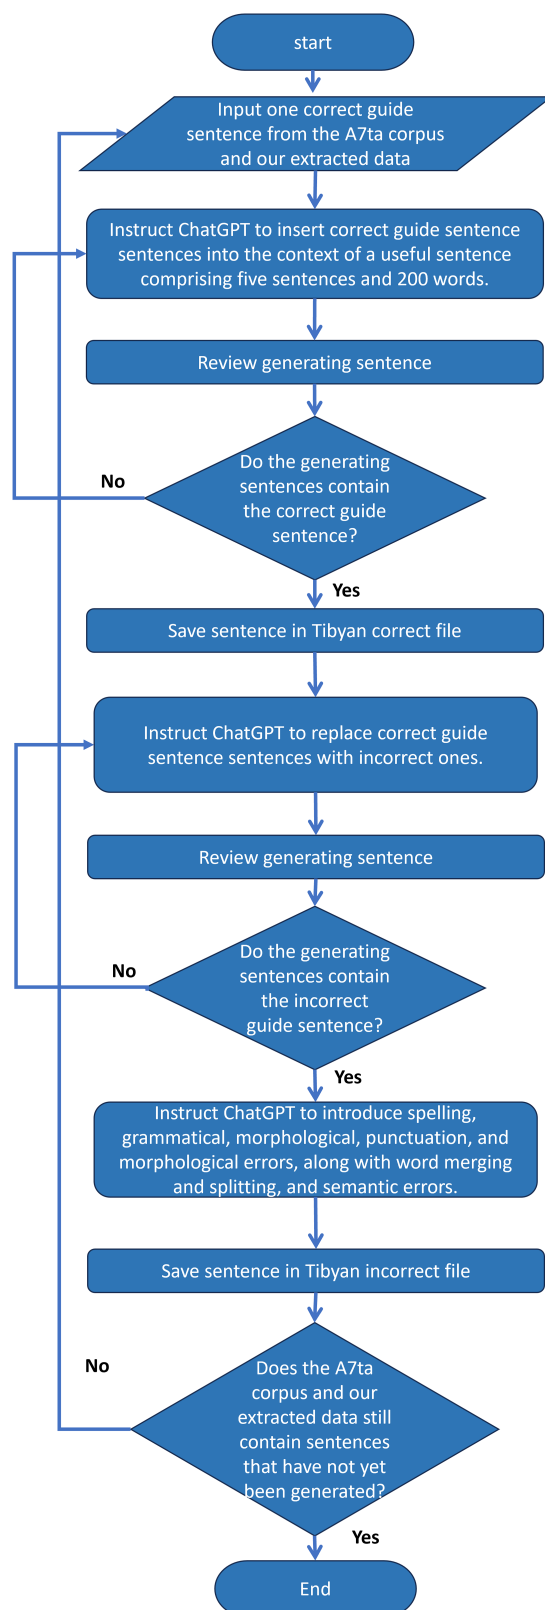 start
Input one correct guide
sentence from the A7ta corpus
and our extracted data
Instruct ChatGPT to insert correct guide sentence
sentences into the context of a useful sentence
comprising five sentences and 200 words.
Review generating sentence
Do the generating
sentences contain
the correct guide
sentence?
No
Yes
Save sentence in Tibyan correct file
Instruct ChatGPT to replace correct guide
sentence sentences with incorrect ones.
Review generating sentence
Do the generating
sentences contain
the incorrect
guide sentence?
No
Yes
Instruct ChatGPT to introduce spelling,
grammatical, morphological, punctuation, and
morphological errors, along with word merging
and splitting, and semantic errors.
Save sentence in Tibyan incorrect file
Does the A7ta
corpus and our
extracted data still
contain sentences
that have not yet
been generated?
No
Yes
End